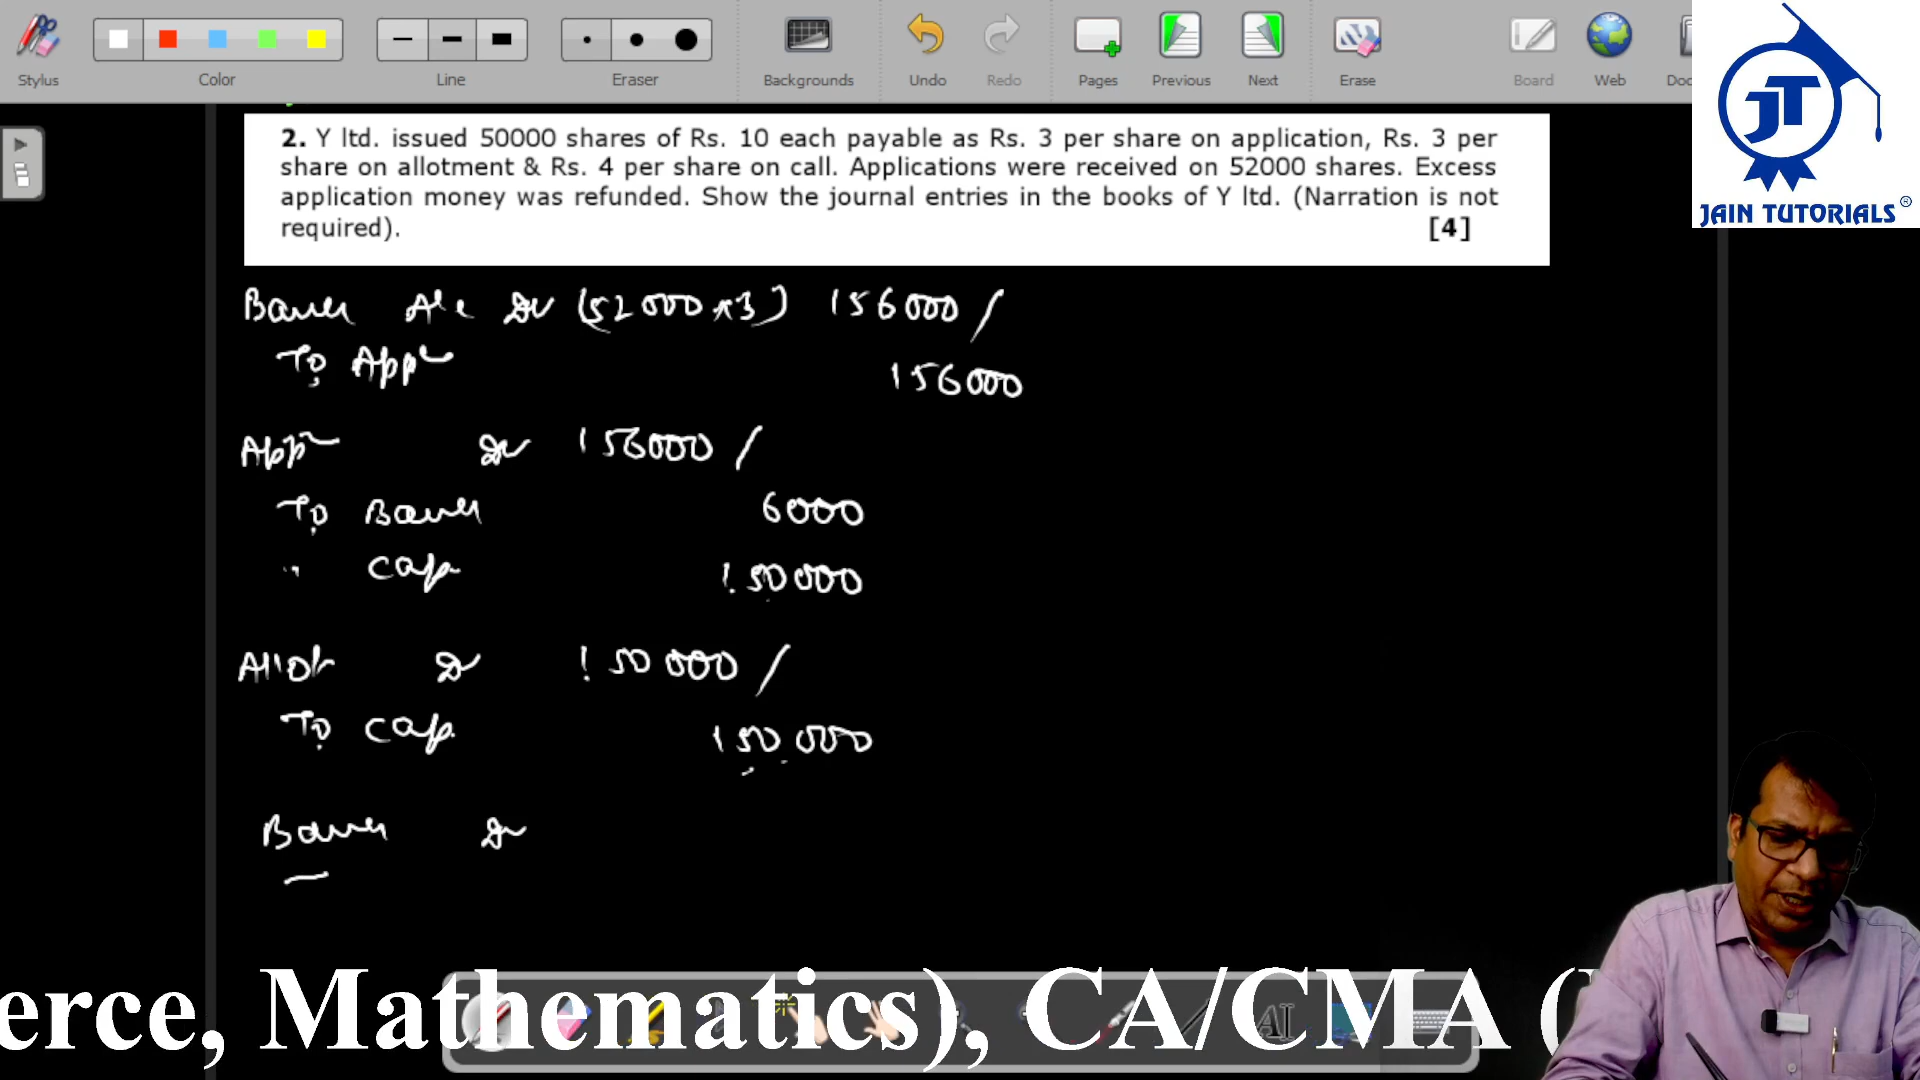 Stylus
Color
Line
Eraser
Backgrounds
Undo
Redo
Pages
Previous
Next
Erase
Board
Web
JT
JAIN TUTORIALS®
2. Y ltd. issued 50000 shares of Rs. 10 each payable as Rs. 3 per share on application, Rs. 3 per
share on allotment & Rs. 4 per share on call. Applications were received on 52000 shares. Excess
application money was refunded. Show the journal entries in the books of Y ltd. (Narration is not
required). [4]
Bank A/c Dr (52000×3) 156000 /
To Appn 156000
Appn Dr 156000 /
To Bank 6000
" cap 150000
Allot Dr 150000 /
To cap 150000
Bank Dr
erce, Mathematics), CA/CMA (